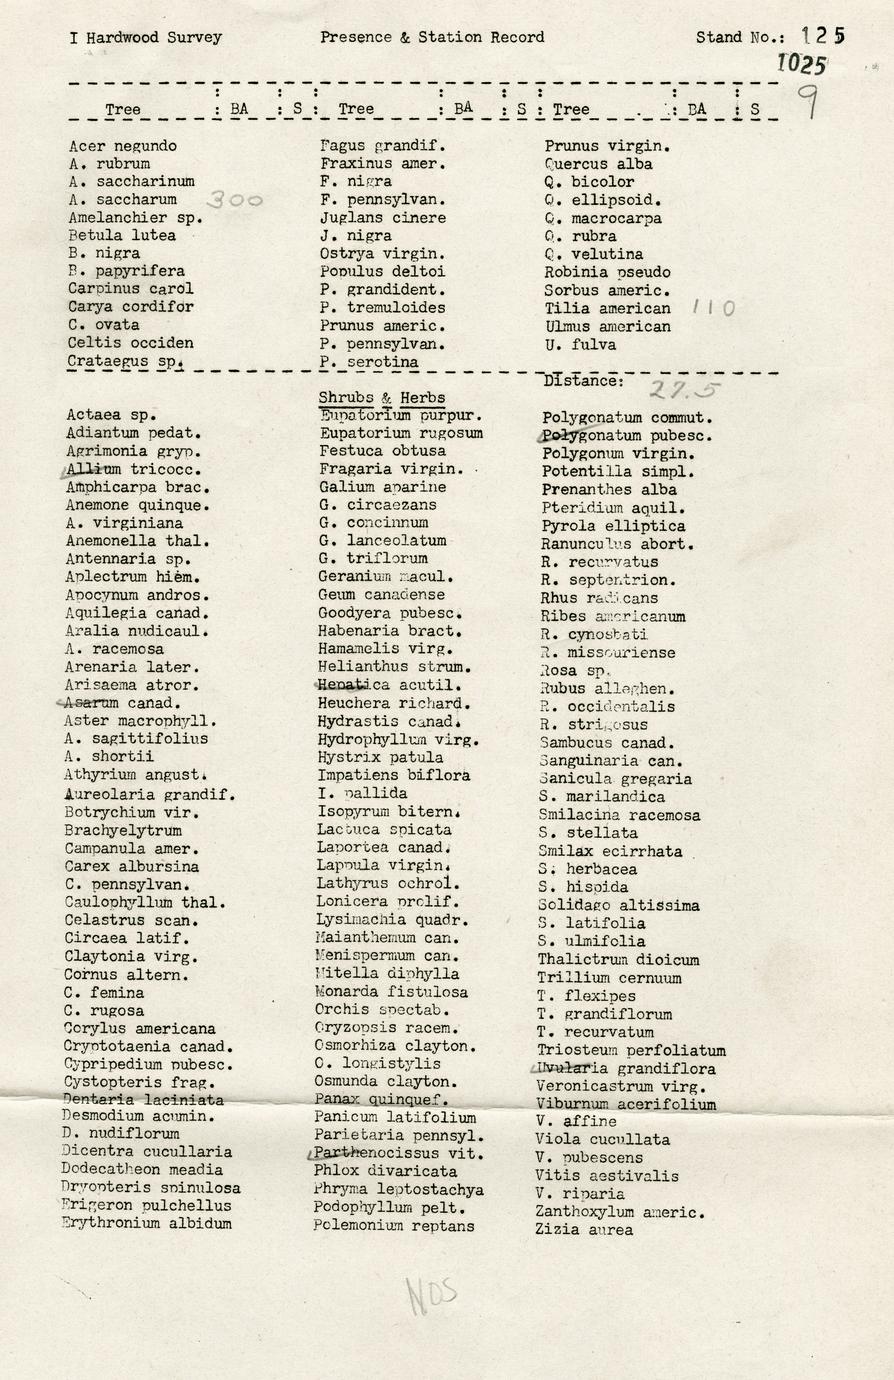 I Hardwood Survey Presence & Station Record Stand No.: 125
1025
9
Tree : BA : S : Tree : BA : S : Tree : BA : S
Acer negundo
A. rubrum
A. saccharinum
A. saccharum 300
Amelanchier sp.
Betula lutea
B. nigra
B. papyrifera
Carpinus carol
Carya cordifor
C. ovata
Celtis occiden
Crataegus sp.
Fagus grandif.
Fraxinus amer.
F. nigra
F. pennsylvan.
Juglans cinere
J. nigra
Ostrya virgin.
Populus deltoi
P. grandident.
P. tremuloides
Prunus americ.
P. pennsylvan.
P. serotina
Prunus virgin.
Quercus alba
Q. bicolor
Q. ellipsoid.
Q. macrocarpa
Q. rubra
Q. velutina
Robinia pseudo
Sorbus americ.
Tilia american 110
Ulmus american
U. fulva
Distance: 27.5
Shrubs & Herbs
Actaea sp.
Adiantum pedat.
Agrimonia gryp.
Allium tricocc.
Amphicarpa brac.
Anemone quinque.
A. virginiana
Anemonella thal.
Antennaria sp.
Aplectrum hiem.
Apocynum andros.
Aquilegia canad.
Aralia nudicaul.
A. racemosa
Arenaria later.
Arisaema atror.
Asarum canad.
Aster macrophyll.
A. sagittifolius
A. shortii
Athyrium angust.
Aureolaria grandif.
Botrychium vir.
Brachyelytrum
Campanula amer.
Carex albursina
C. pennsylvan.
Caulophyllum thal.
Celastrus scan.
Circaea latif.
Claytonia virg.
Cornus altern.
C. femina
C. rugosa
Corylus americana
Cryptotaenia canad.
Cypripedium pubesc.
Cystopteris frag.
Dentaria laciniata
Desmodium acumin.
D. nudiflorum
Dicentra cucullaria
Dodecatheon meadia
Dryopteris spinulosa
Erigeron pulchellus
Erythronium albidum
Eupatorium purpur.
Eupatorium rugosum
Festuca obtusa
Fragaria virgin.
Galium aparine
G. circaezans
G. concinnum
G. lanceolatum
G. triflorum
Geranium macul.
Geum canadense
Goodyera pubesc.
Habenaria bract.
Hamamelis virg.
Helianthus strum.
Hepatica acutil.
Heuchera richard.
Hydrastis canad.
Hydrophyllum virg.
Hystrix patula
Impatiens biflora
I. pallida
Isopyrum bitern.
Lactuca spicata
Laportea canad.
Lappula virgin.
Lathyrus ochrol.
Lonicera prolif.
Lysimachia quadr.
Maianthemum can.
Menispermum can.
Mitella diphylla
Monarda fistulosa
Orchis spectab.
Oryzopsis racem.
Osmorhiza clayton.
O. longistylis
Osmunda clayton.
Panax quinquef.
Panicum latifolium
Parietaria pennsyl.
Parthenocissus vit.
Phlox divaricata
Phryma leptostachya
Podophyllum pelt.
Polemonium reptans
Polygonatum commut.
Polygonatum pubesc.
Polygonum virgin.
Potentilla simpl.
Prenanthes alba
Pteridium aquil.
Pyrola elliptica
Ranunculus abort.
R. recurvatus
R. septentrion.
Rhus radicans
Ribes americanum
R. cynosbati
R. missouriense
Rosa sp.
Rubus alleghen.
R. occidentalis
R. strigosus
Sambucus canad.
Sanguinaria can.
Sanicula gregaria
S. marilandica
Smilacina racemosa
S. stellata
Smilax ecirrhata
S. herbacea
S. hispida
Solidago altissima
S. latifolia
S. ulmifolia
Thalictrum dioicum
Trillium cernuum
T. flexipes
T. grandiflorum
T. recurvatum
Triosteum perfoliatum
Uvularia grandiflora
Veronicastrum virg.
Viburnum acerifolium
V. affine
Viola cucullata
V. pubescens
Vitis aestivalis
V. riparia
Zanthoxylum americ.
Zizia aurea
NOS